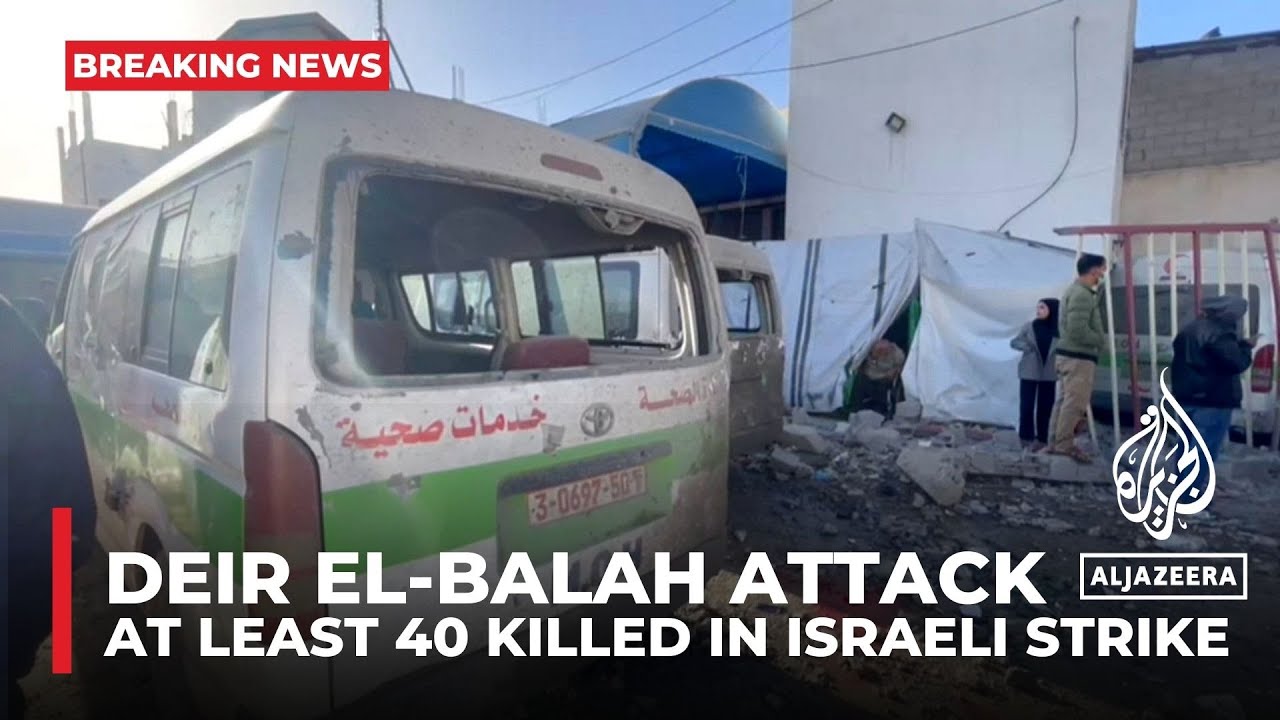 BREAKING NEWS
خدمات صحية
3-0697-50
الجزيرة
ALJAZEERA
DEIR EL-BALAH ATTACK
AT LEAST 40 KILLED IN ISRAELI STRIKE